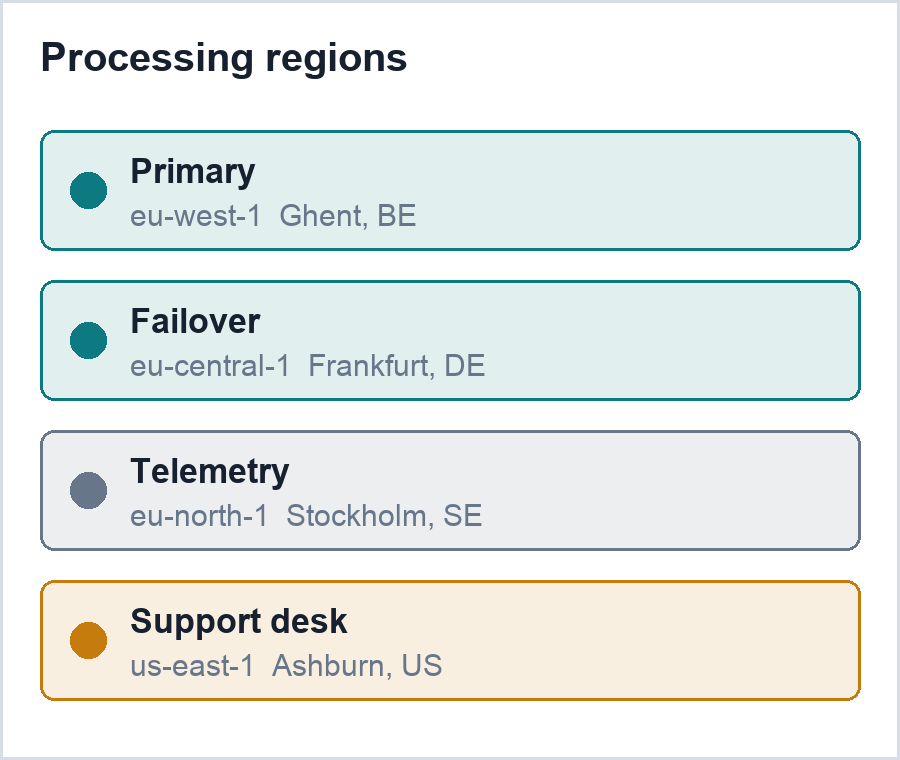 Processing regions
Primary
eu-west-1 Ghent, BE
Failover
eu-central-1 Frankfurt, DE
Telemetry
eu-north-1 Stockholm, SE
Support desk
us-east-1 Ashburn, US